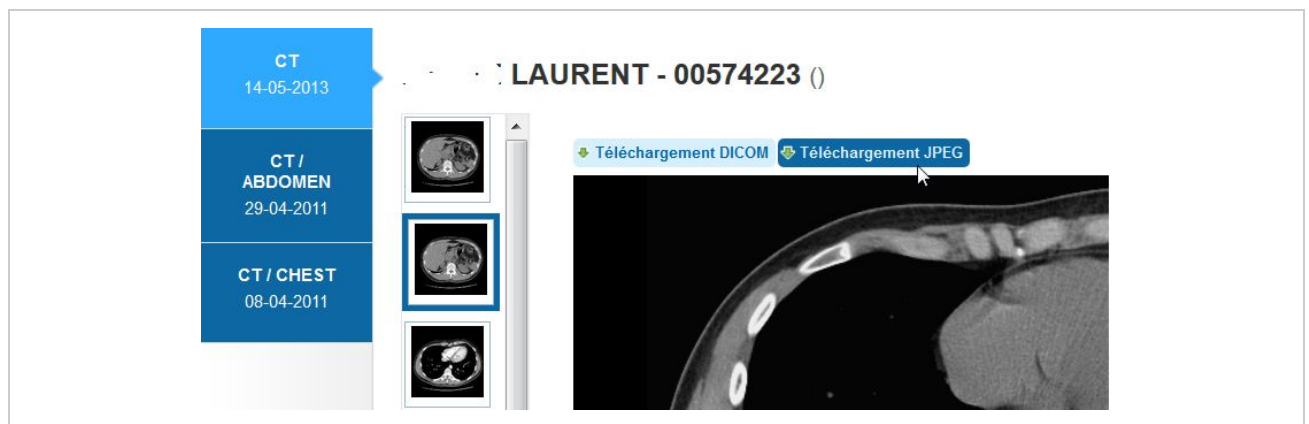 CT
14-05-2013
CT /
ABDOMEN
29-04-2011
CT / CHEST
08-04-2011
LAURENT - 00574223 ()
Téléchargement DICOM
Téléchargement JPEG